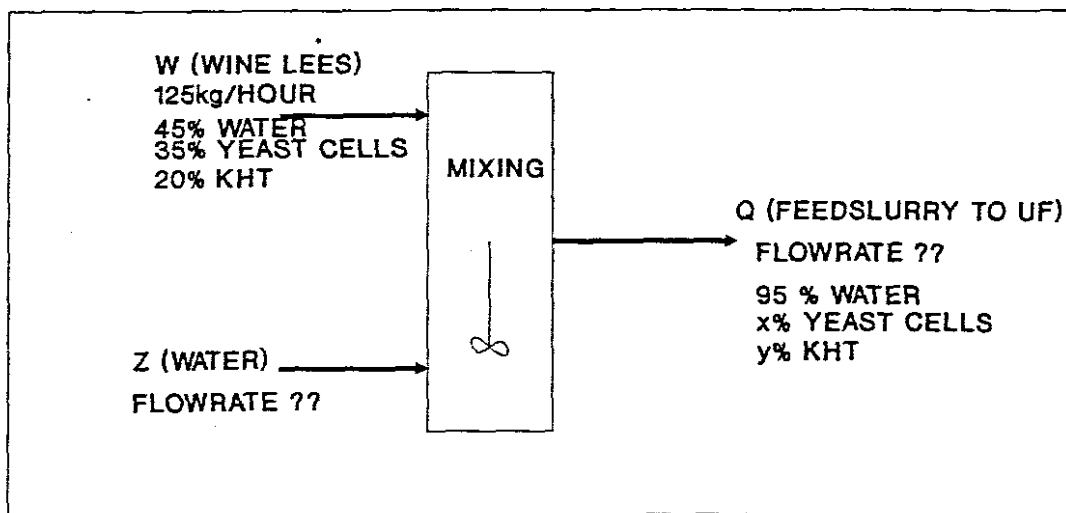 W (WINE LEES)
125kg/HOUR
45% WATER
35% YEAST CELLS
20% KHT
MIXING
Q (FEEDSLURRY TO UF)
FLOWRATE ??
95 % WATER
x% YEAST CELLS
y% KHT
Z (WATER)
FLOWRATE ??